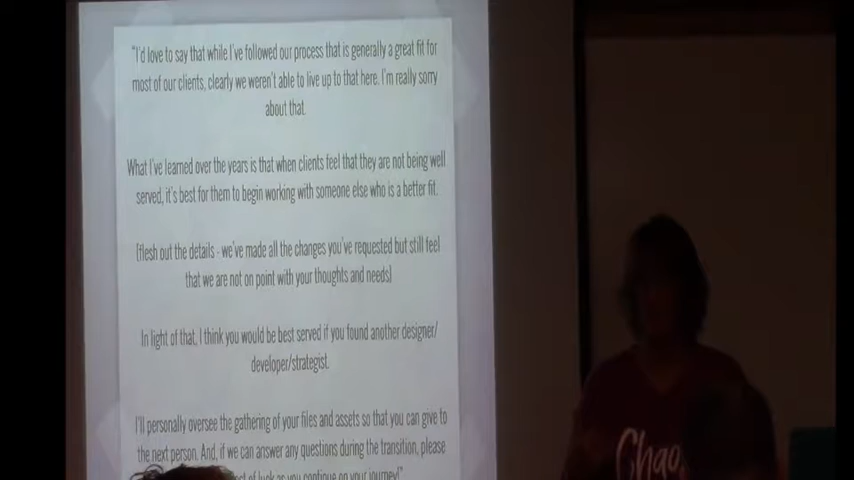 "I'd love to say that while I've followed our process that is generally a great fit for
most of our clients, clearly we weren't able to live up to that here. I'm really sorry
about that.
What I've learned over the years is that when clients feel that they are not being well
served, it's best for them to begin working with someone else who is a better fit.
[flesh out the details - we've made all the changes you've requested but still feel
that we are not on point with your thoughts and needs]
In light of that, I think you would be best served if you found another designer/
developer/strategist.
I'll personally oversee the gathering of your files and assets so that you can give to
the next person. And, if we can answer any questions during the transition, please
of luck as you continue on your journey!"
Chao